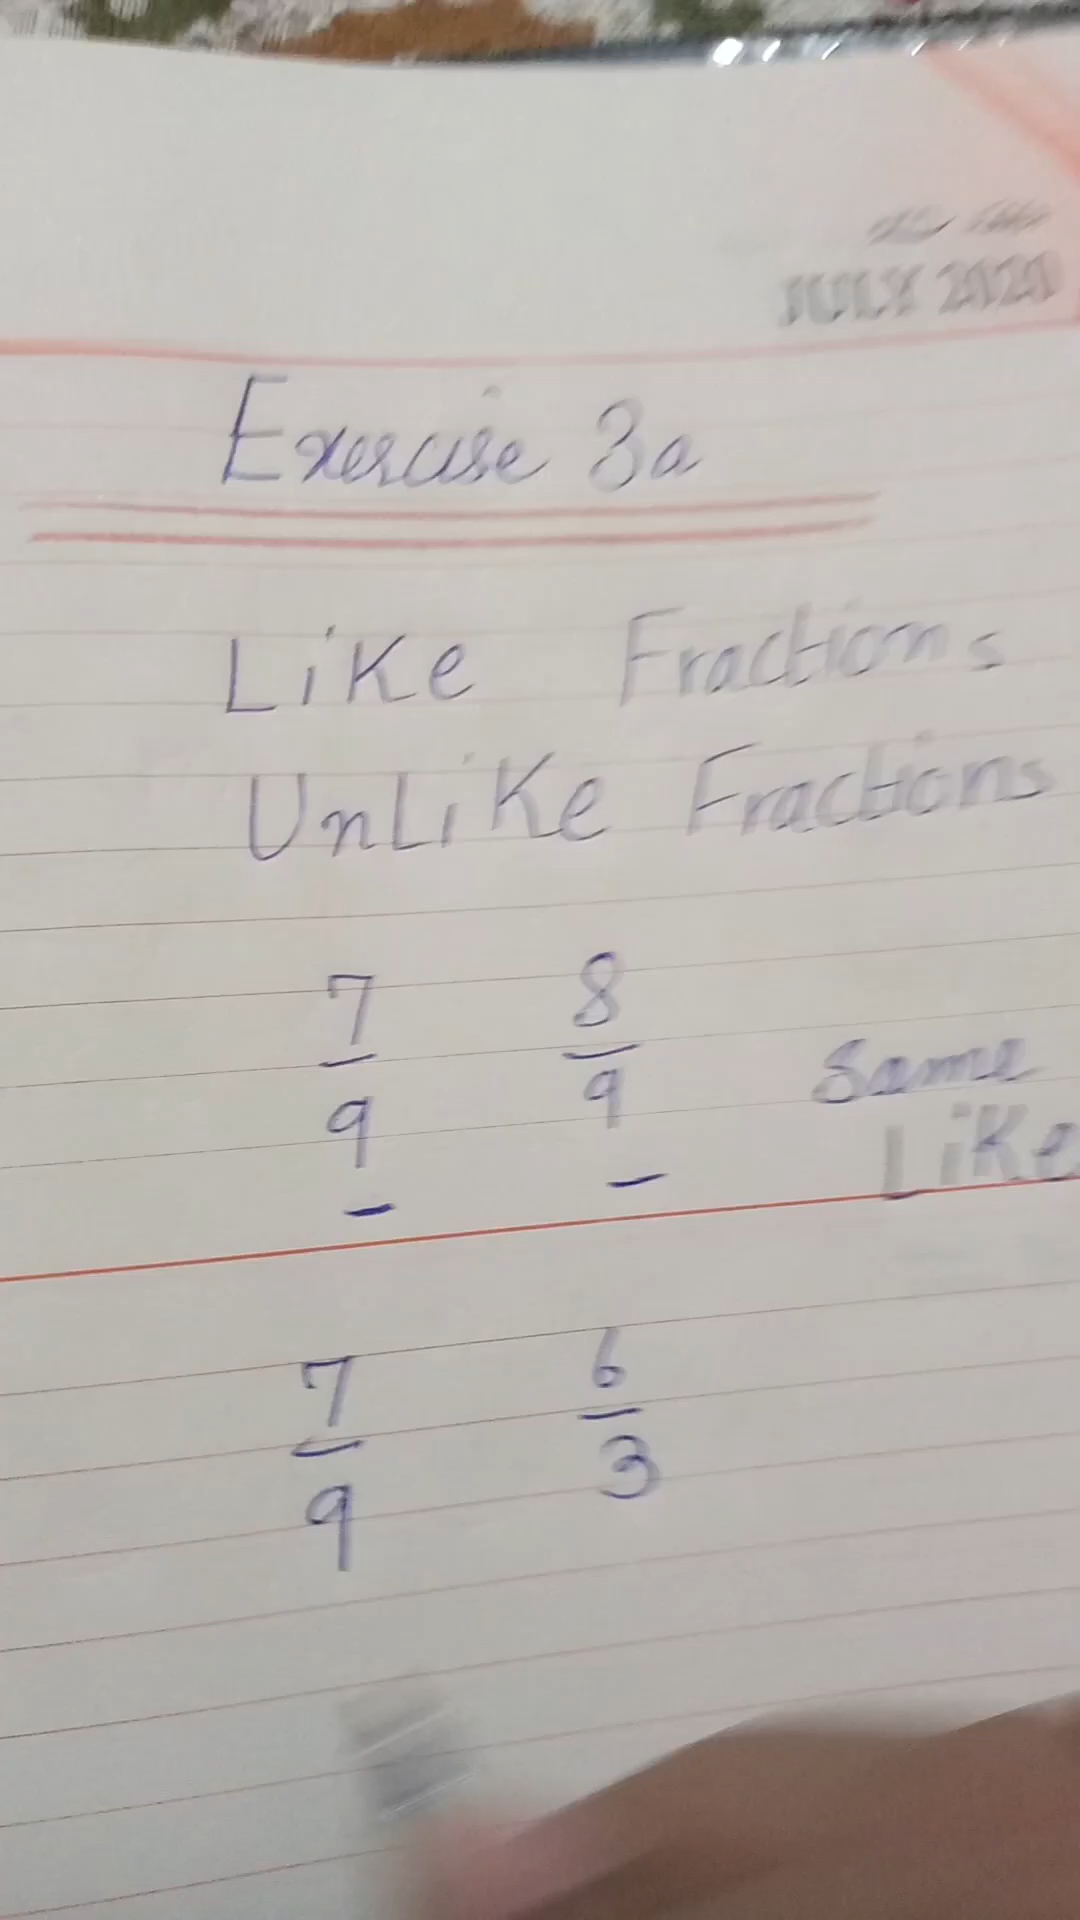 JULY 2020
Exercise 3a
Like Fractions
UnLike Fractions
7/9 8/9 Same
Like
7/9 6/3